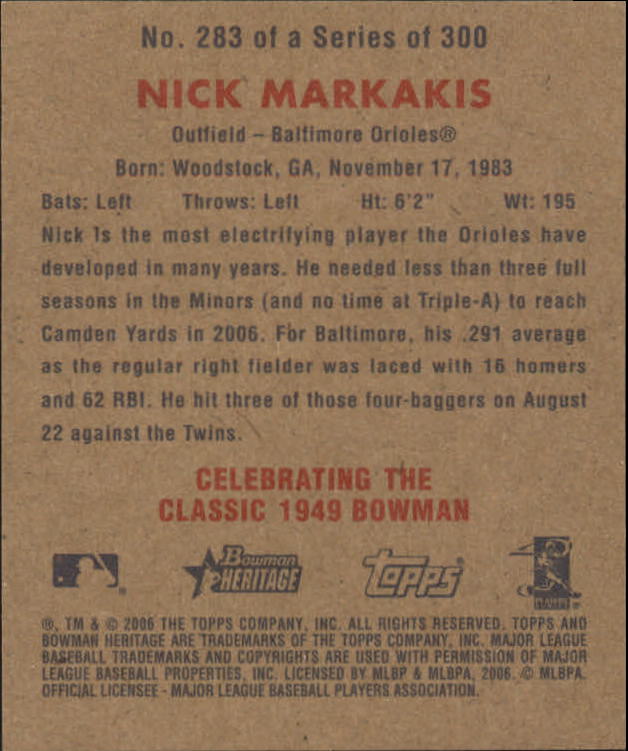 No. 283 of a Series of 300
NICK MARKAKIS
Outfield – Baltimore Orioles®
Born: Woodstock, GA, November 17, 1983
Bats: Left Throws: Left Ht: 6'2" Wt: 195
Nick is the most electrifying player the Orioles have
developed in many years. He needed less than three full
seasons in the Minors (and no time at Triple-A) to reach
Camden Yards in 2006. For Baltimore, his .291 average
as the regular right fielder was laced with 16 homers
and 62 RBI. He hit three of those four-baggers on August
22 against the Twins.
CELEBRATING THE
CLASSIC 1949 BOWMAN
Bowman
HERITAGE
Topps
PLAYERS
®, TM & © 2006 THE TOPPS COMPANY, INC. ALL RIGHTS RESERVED. TOPPS AND
BOWMAN HERITAGE ARE TRADEMARKS OF THE TOPPS COMPANY, INC. MAJOR LEAGUE
BASEBALL TRADEMARKS AND COPYRIGHTS ARE USED WITH PERMISSION OF MAJOR
LEAGUE BASEBALL PROPERTIES, INC. LICENSED BY MLBP & MLBPA, 2006. © MLBPA.
OFFICIAL LICENSEE - MAJOR LEAGUE BASEBALL PLAYERS ASSOCIATION.